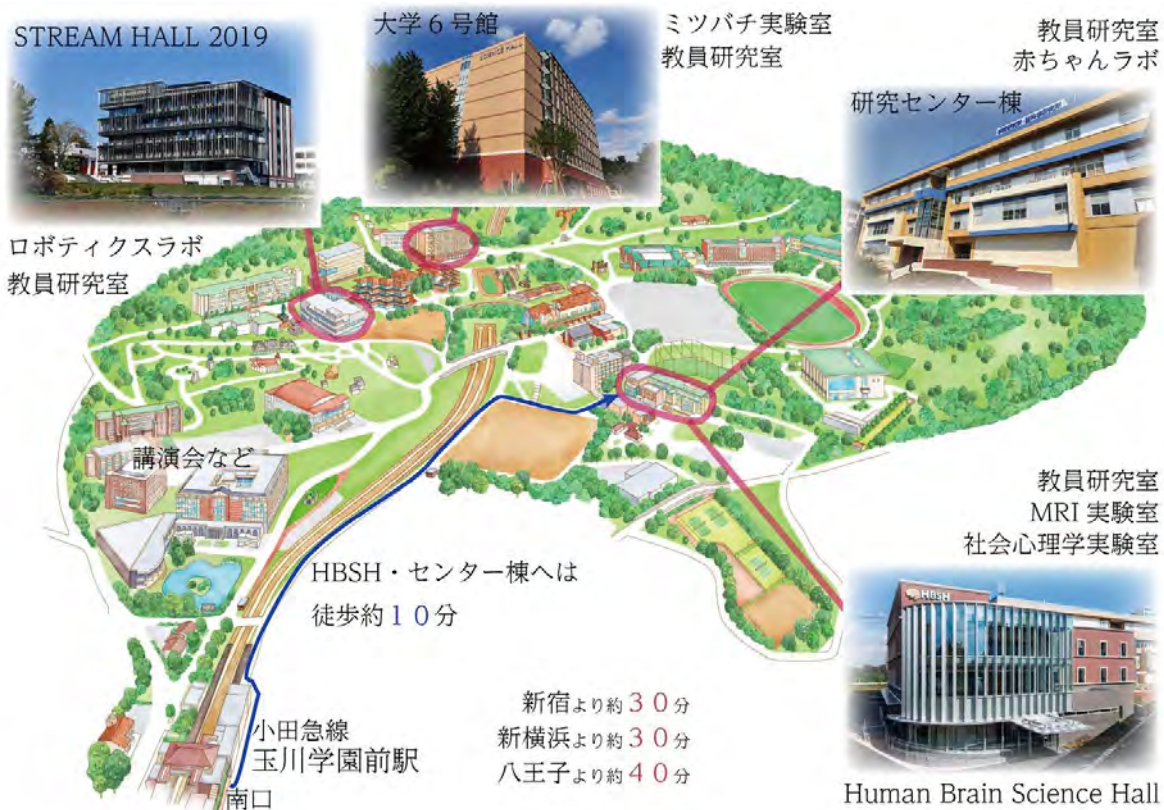 STREAM HALL 2019
ロボティクスラボ
教員研究室
大学6号館
SCIENCE HALL
ミツバチ実験室
教員研究室
教員研究室
赤ちゃんラボ
研究センター棟
講演会など
HBSH・センター棟へは
徒歩約10分
教員研究室
MRI 実験室
社会心理学実験室
HBSH
Human Brain Science Hall
新宿より約30分
新横浜より約30分
八王子より約40分
小田急線
玉川学園前駅
南口